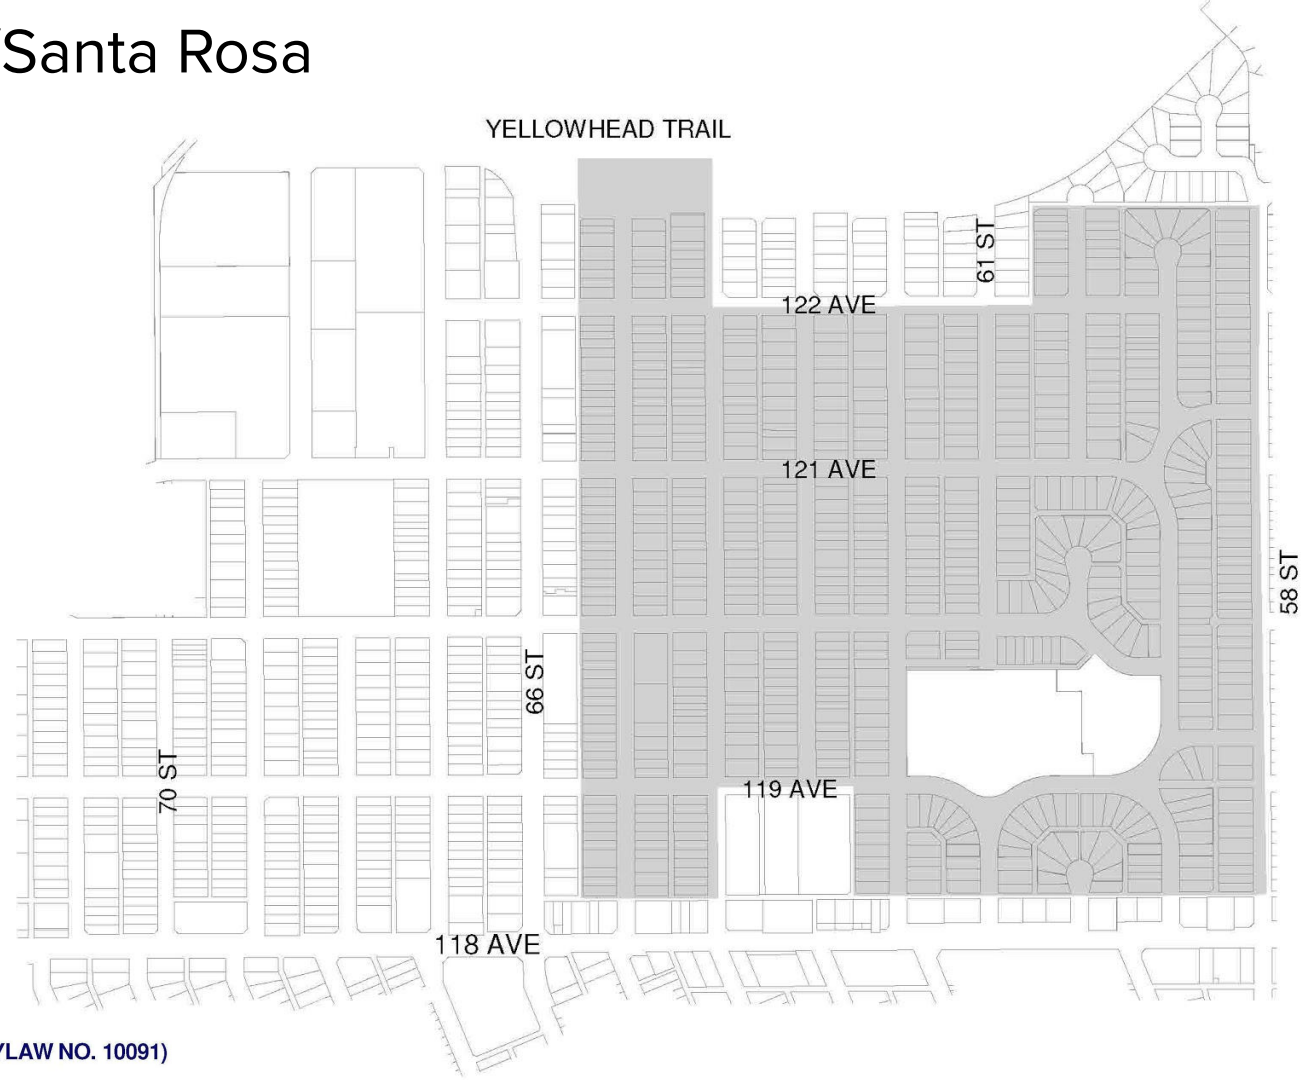 /Santa Rosa
YELLOWHEAD TRAIL
61 ST
122 AVE
121 AVE
58 ST
66 ST
70 ST
119 AVE
118 AVE
YLAW NO. 10091)